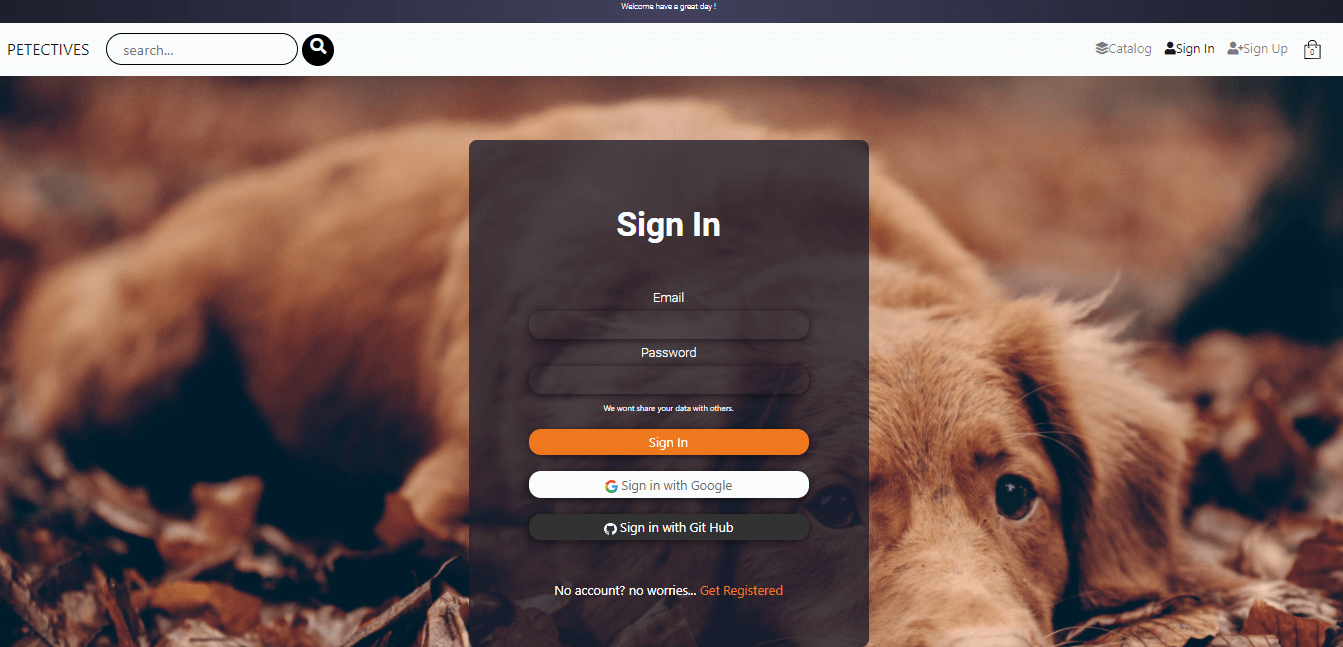 Welcome have a great day !
PETECTIVES search... Catalog Sign In Sign Up 0
Sign In
Email
Password
We wont share your data with others.
Sign In
Sign in with Google
Sign in with Git Hub
No account? no worries... Get Registered